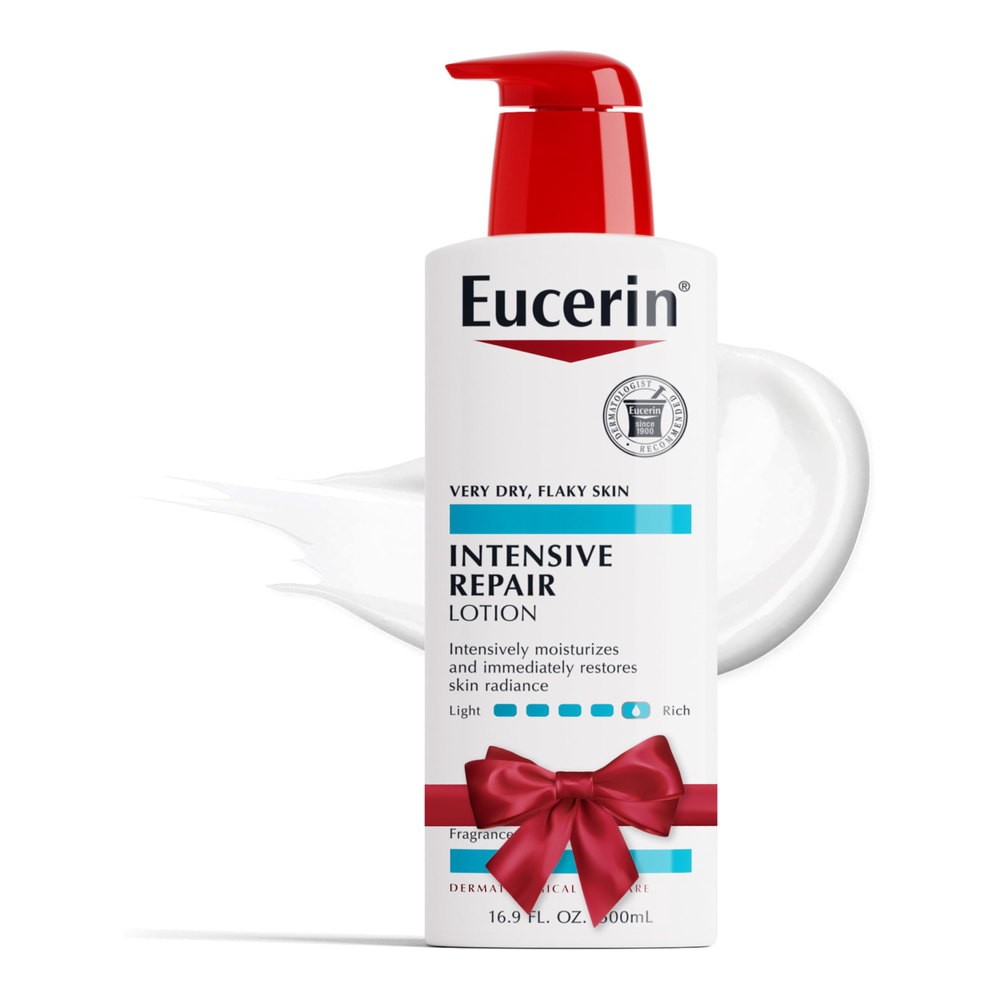 Eucerin®
DERMATOLOGIST RECOMMENDED
Eucerin
since
1900
VERY DRY, FLAKY SKIN
INTENSIVE
REPAIR
LOTION
Intensively moisturizes
and immediately restores
skin radiance
Light Rich
Fragrance
16.9 FL. OZ.